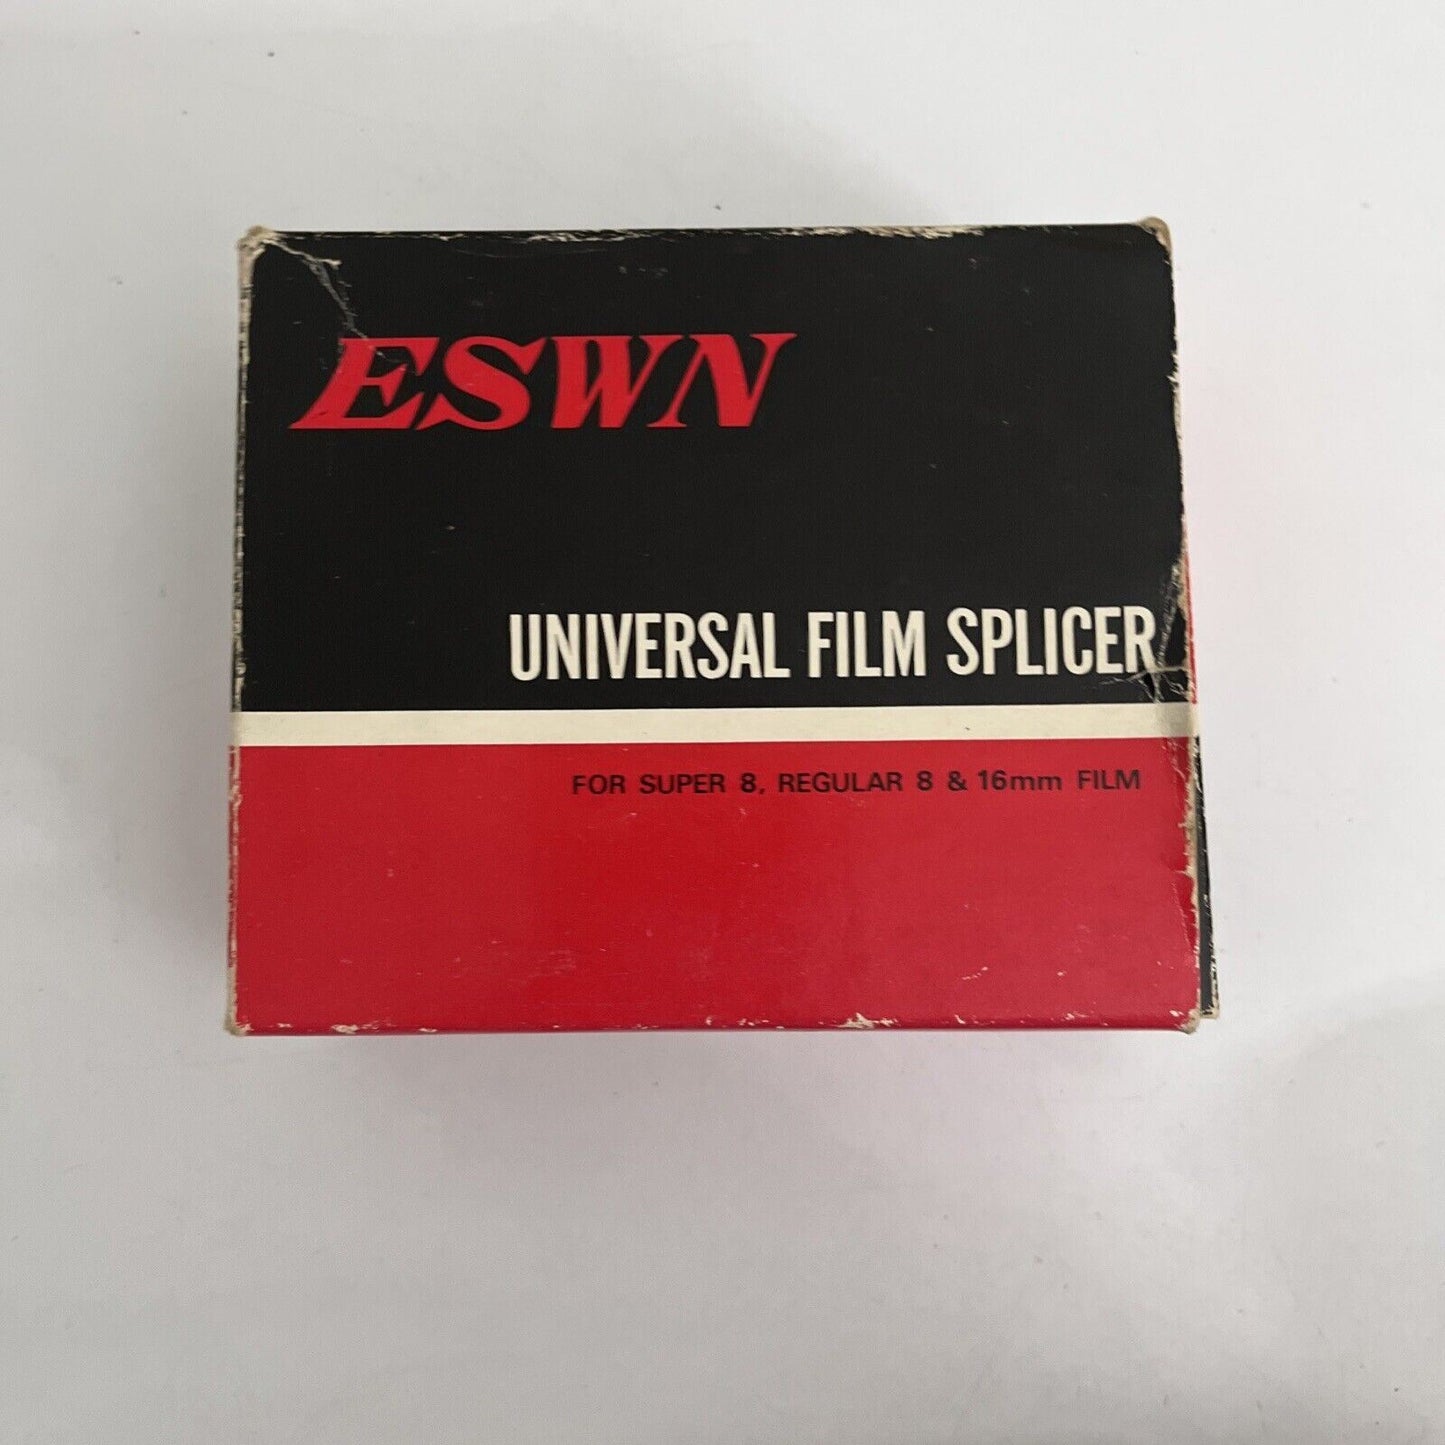 ESWN
UNIVERSAL FILM SPLICER
FOR SUPER 8, REGULAR 8 & 16mm FILM